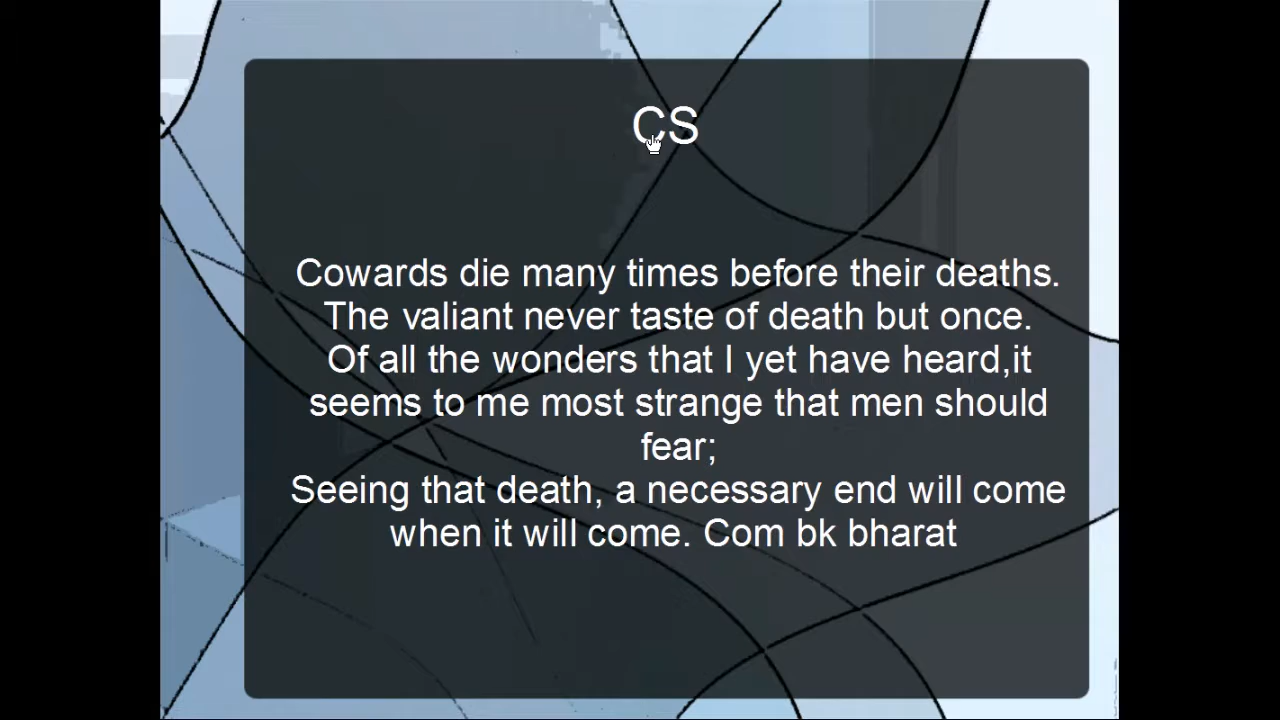 CS
Cowards die many times before their deaths.
The valiant never taste of death but once.
Of all the wonders that I yet have heard,it
seems to me most strange that men should
fear;
Seeing that death, a necessary end will come
when it will come. Com bk bharat